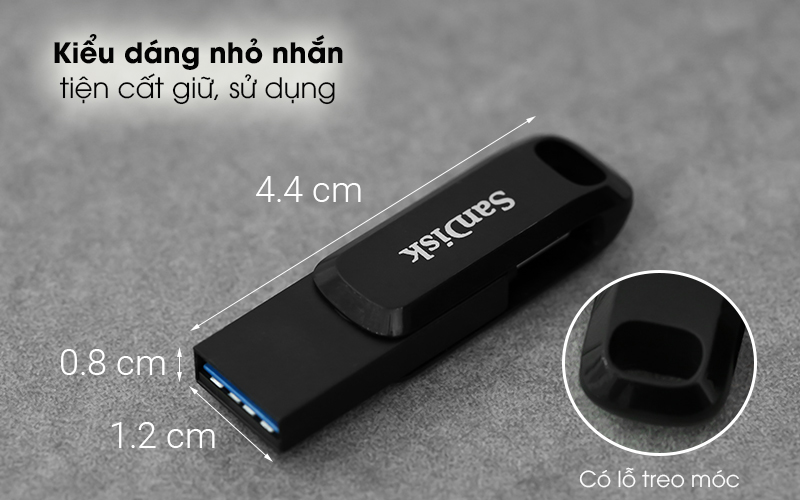 Kiểu dáng nhỏ nhắn
tiện cất giữ, sử dụng
4.4 cm
SanDisk
0.8 cm
1.2 cm
Có lỗ treo móc